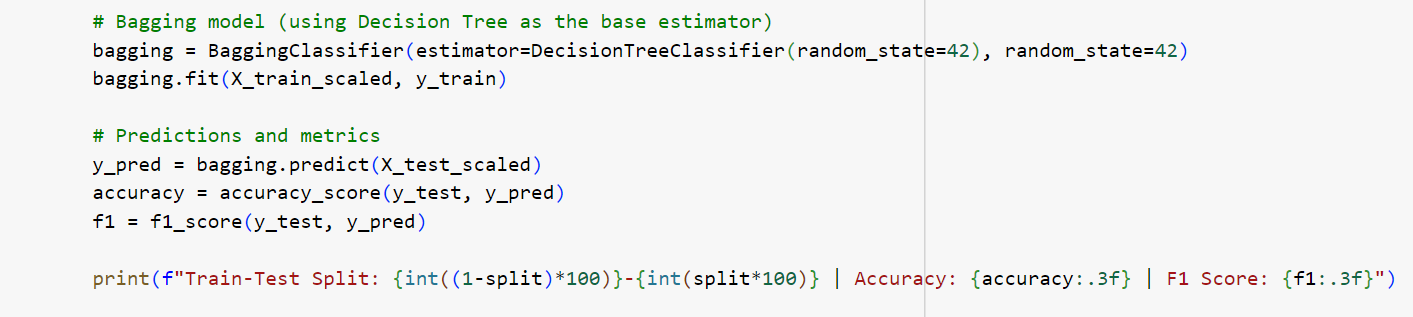 # Bagging model (using Decision Tree as the base estimator)
bagging = BaggingClassifier(estimator=DecisionTreeClassifier(random_state=42), random_state=42)
bagging.fit(X_train_scaled, y_train)
# Predictions and metrics
y_pred = bagging.predict(X_test_scaled)
accuracy = accuracy_score(y_test, y_pred)
f1 = f1_score(y_test, y_pred)
print(f"Train-Test Split: {int((1-split)*100)}-{int(split*100)} | Accuracy: {accuracy:.3f} | F1 Score: {f1:.3f}")